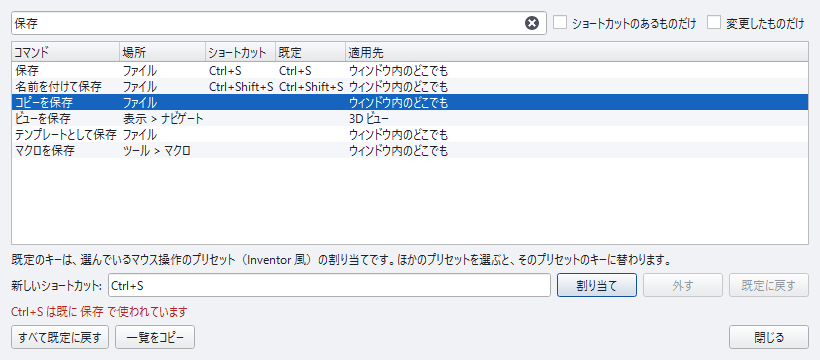 保存 ショートカットのあるものだけ 変更したものだけ
コマンド 場所 ショートカット 既定 適用先
保存 ファイル Ctrl+S Ctrl+S ウィンドウ内のどこでも
名前を付けて保存 ファイル Ctrl+Shift+S Ctrl+Shift+S ウィンドウ内のどこでも
コピーを保存 ファイル ウィンドウ内のどこでも
ビューを保存 表示 > ナビゲート 3D ビュー
テンプレートとして保存 ファイル ウィンドウ内のどこでも
マクロを保存 ツール > マクロ ウィンドウ内のどこでも
既定のキーは、選んでいるマウス操作のプリセット（Inventor 風）の割り当てです。ほかのプリセットを選ぶと、そのプリセットのキーに替わります。
新しいショートカット: Ctrl+S 割り当て 外す 既定に戻す
Ctrl+S は既に 保存 で使われています
すべて既定に戻す 一覧をコピー 閉じる